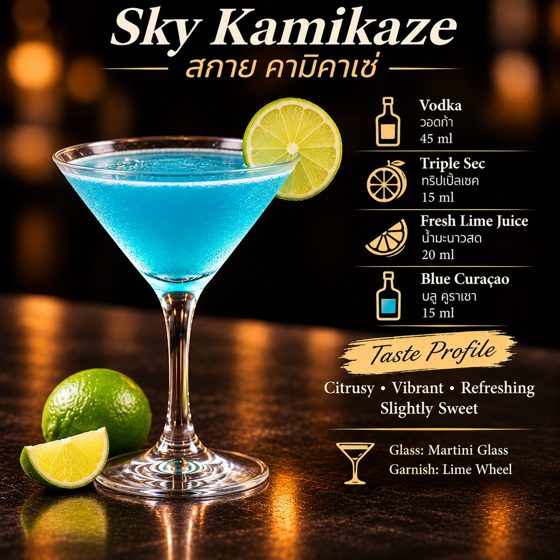 Sky Kamikaze
สกาย คามิคาเซ่
Vodka
วอดก้า
45 ml
Triple Sec
ทริปเปิ้ลเซค
15 ml
Fresh Lime Juice
น้ำมะนาวสด
20 ml
Blue Curaçao
บลู คูราเซา
15 ml
Taste Profile
Citrusy • Vibrant • Refreshing
Slightly Sweet
Glass: Martini Glass
Garnish: Lime Wheel